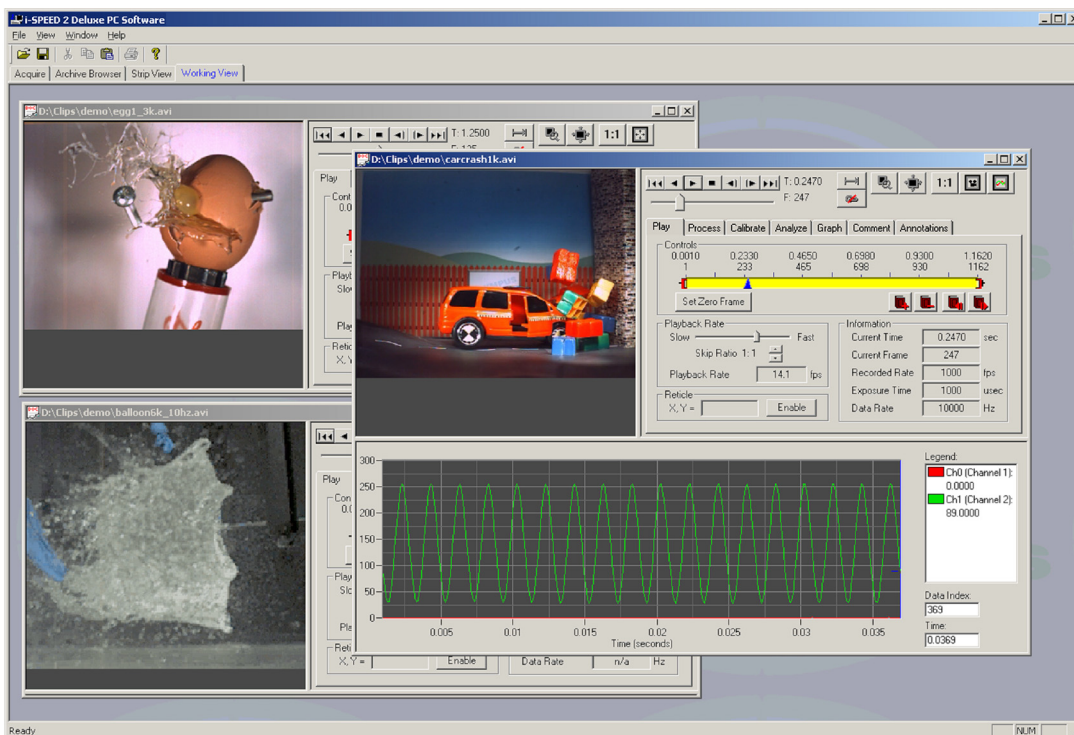 i-SPEED 2 Deluxe PC Software
File View Window Help
Acquire Archive Browser Strip View Working View
D:\Clips\demo\egg1_3k.avi
T: 1.2500
1:1
Play
D:\Clips\demo\carcrash1k.avi
T: 0.2470
F: 247
1:1
Play Process Calibrate Analyze Graph Comment Annotations
Controls
0.0010 0.2330 0.4650 0.6980 0.9300 1.1620
1 233 465 698 930 1162
Set Zero Frame
Playback Rate
Slow Fast
Skip Ratio 1:1
Playback Rate 14.1 fps
Reticle
X, Y = Enable
Information
Current Time 0.2470 sec
Current Frame 247
Recorded Rate 1000 fps
Exposure Time 1000 usec
Data Rate 10000 Hz
D:\Clips\demo\balloon6k_10hz.avi
Play
X, Y = Enable
Data Rate n/a Hz
300
250
200
150
100
50
0
0.005 0.01 0.015 0.02 0.025 0.03 0.035
Time (seconds)
Legend:
Ch0 (Channel 1):
0.0000
Ch1 (Channel 2):
89.0000
Data Index:
369
Time:
0.0369
Ready
NUM